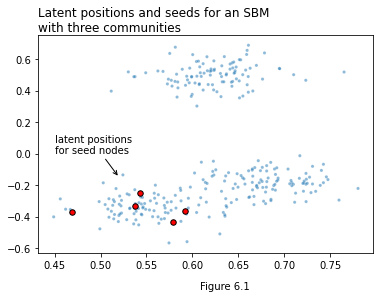 Latent positions and seeds for an SBM
with three communities
0.6
0.4
0.2
0.0
−0.2
−0.4
−0.6
latent positions
for seed nodes
0.45 0.50 0.55 0.60 0.65 0.70 0.75
Figure 6.1